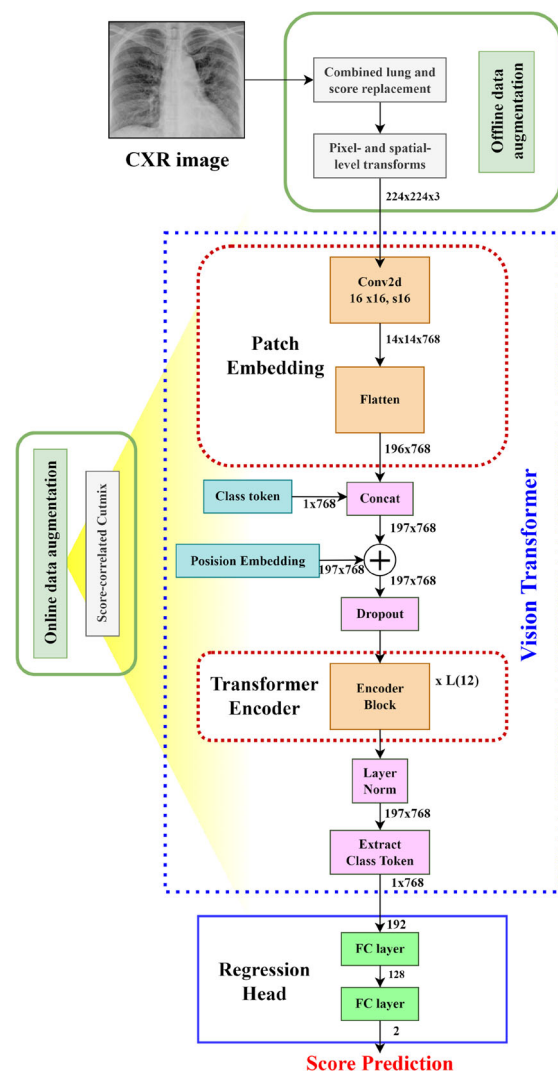 Combined lung and
score replacement
Offline data
augmentation
CXR image
Pixel- and spatial-
level transforms
224x224x3
Conv2d
16 x16, s16
Patch
Embedding
14x14x768
Flatten
196x768
Class token
1x768
Concat
197x768
Posision Embedding
197x768
197x768
Dropout
Online data augmentation
Score-correlated Cutmix
Vision Transformer
Transformer
Encoder
Encoder
Block
x L(12)
Layer
Norm
197x768
Extract
Class Token
1x768
192
FC layer
Regression
Head
128
FC layer
2
Score Prediction